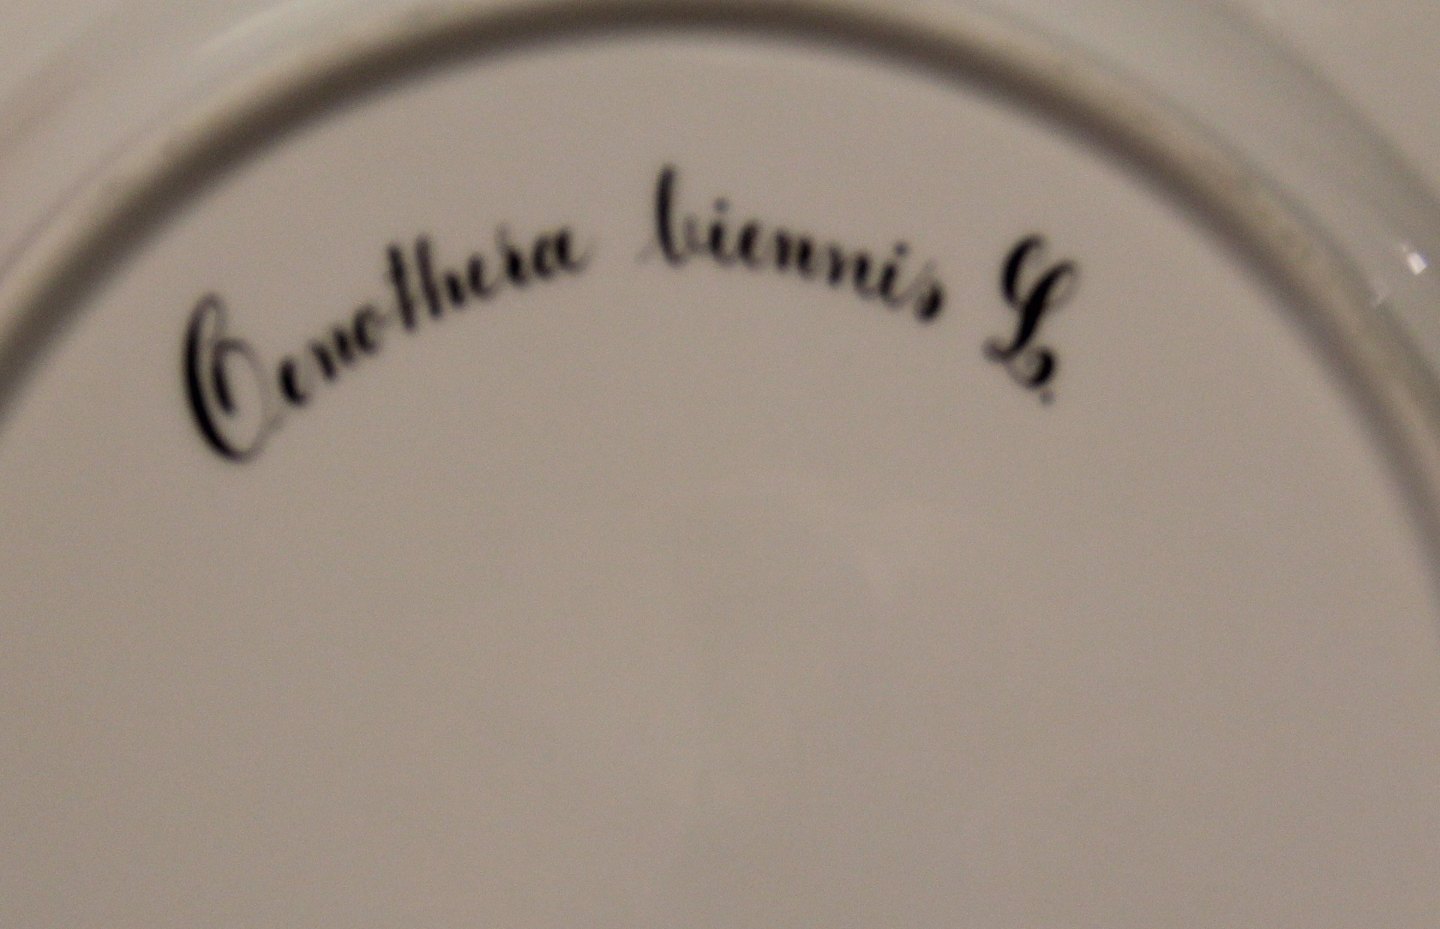 Oenothera biennis L.